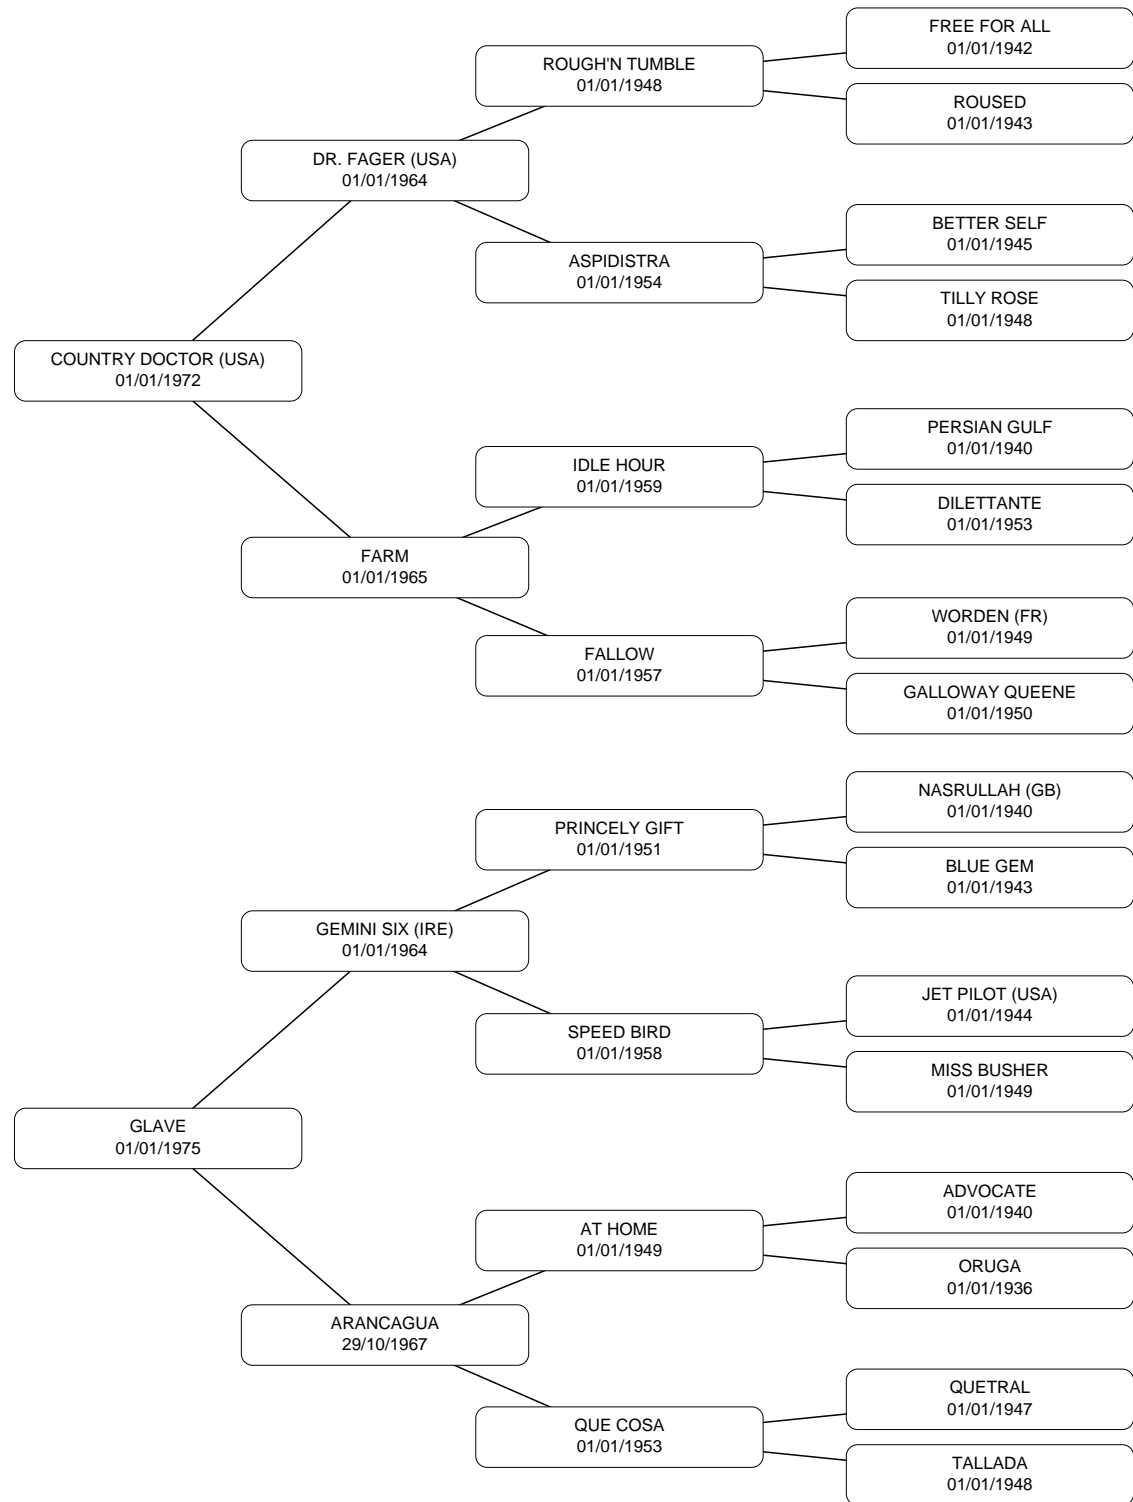 FREE FOR ALL
01/01/1942
ROUGH'N TUMBLE
01/01/1948
ROUSED
01/01/1943
DR. FAGER (USA)
01/01/1964
BETTER SELF
01/01/1945
ASPIDISTRA
01/01/1954
TILLY ROSE
01/01/1948
COUNTRY DOCTOR (USA)
01/01/1972
PERSIAN GULF
01/01/1940
IDLE HOUR
01/01/1959
DILETTANTE
01/01/1953
FARM
01/01/1965
WORDEN (FR)
01/01/1949
FALLOW
01/01/1957
GALLOWAY QUEENE
01/01/1950
NASRULLAH (GB)
01/01/1940
PRINCELY GIFT
01/01/1951
BLUE GEM
01/01/1943
GEMINI SIX (IRE)
01/01/1964
JET PILOT (USA)
01/01/1944
SPEED BIRD
01/01/1958
MISS BUSHER
01/01/1949
GLAVE
01/01/1975
ADVOCATE
01/01/1940
AT HOME
01/01/1949
ORUGA
01/01/1936
ARANCAGUA
29/10/1967
QUETRAL
01/01/1947
QUE COSA
01/01/1953
TALLADA
01/01/1948